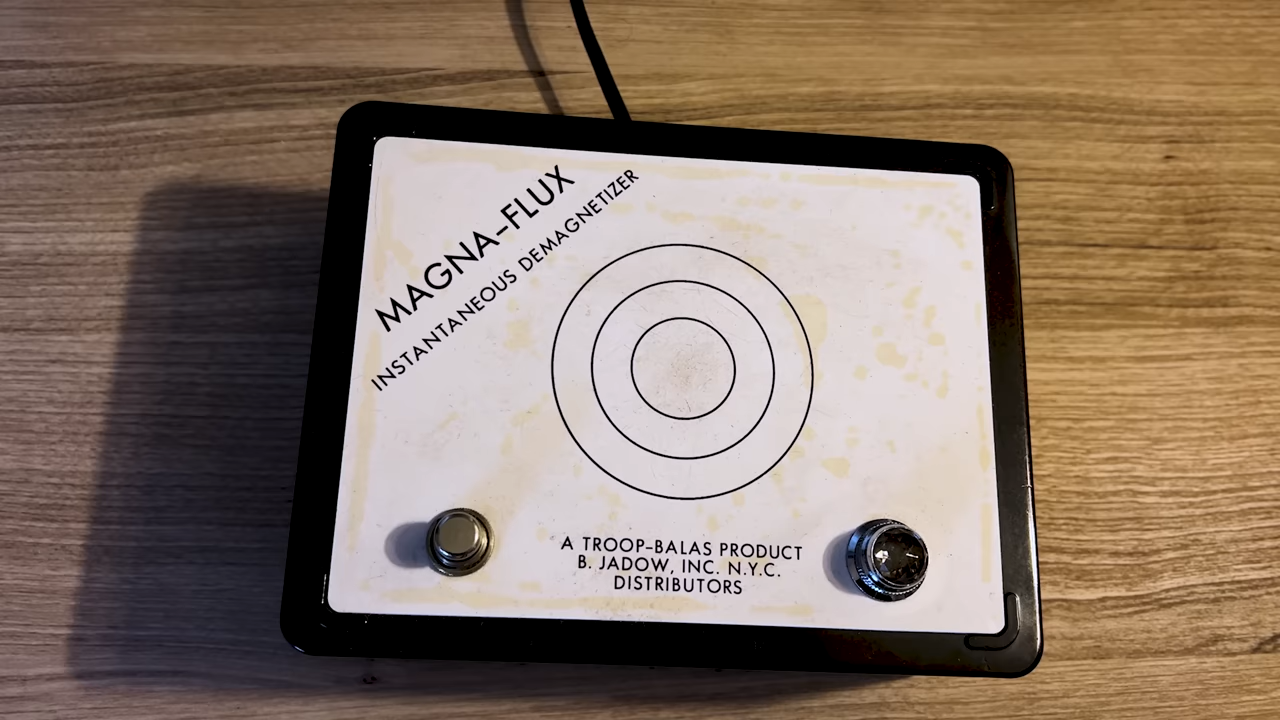 MAGNA-FLUX
INSTANTANEOUS DEMAGNETIZER
A TROOP-BALAS PRODUCT
B. JADOW, INC. N.Y.C.
DISTRIBUTORS